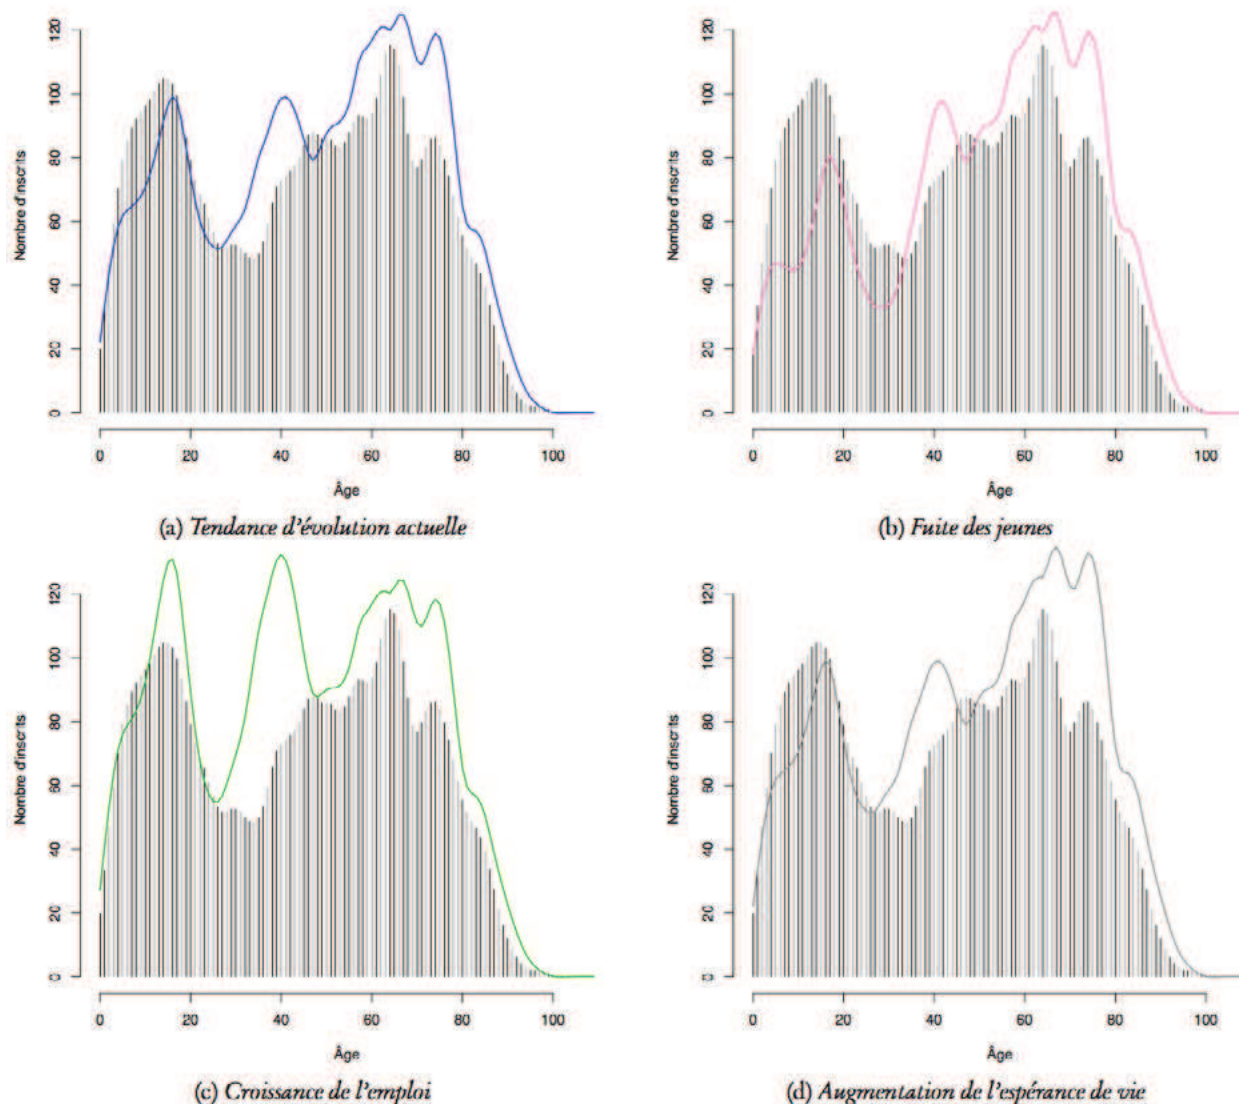 120
100
80
60
40
20
0
Nombre d'inscrits
0 20 40 60 80 100
Âge
(a) Tendance d'évolution actuelle
120
100
80
60
40
20
0
Nombre d'inscrits
0 20 40 60 80 100
Âge
(b) Fuite des jeunes
120
100
80
60
40
20
0
Nombre d'inscrits
0 20 40 60 80 100
Âge
(c) Croissance de l'emploi
120
100
80
60
40
20
0
Nombre d'inscrits
0 20 40 60 80 100
Âge
(d) Augmentation de l'espérance de vie